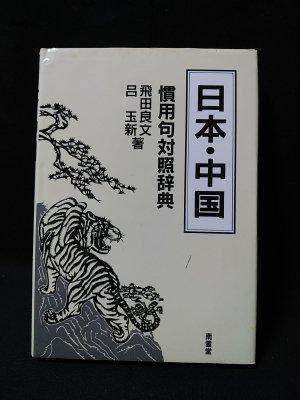 日本・中国
慣用句対照辞典
飛田良文
呂玉新著
南雲堂